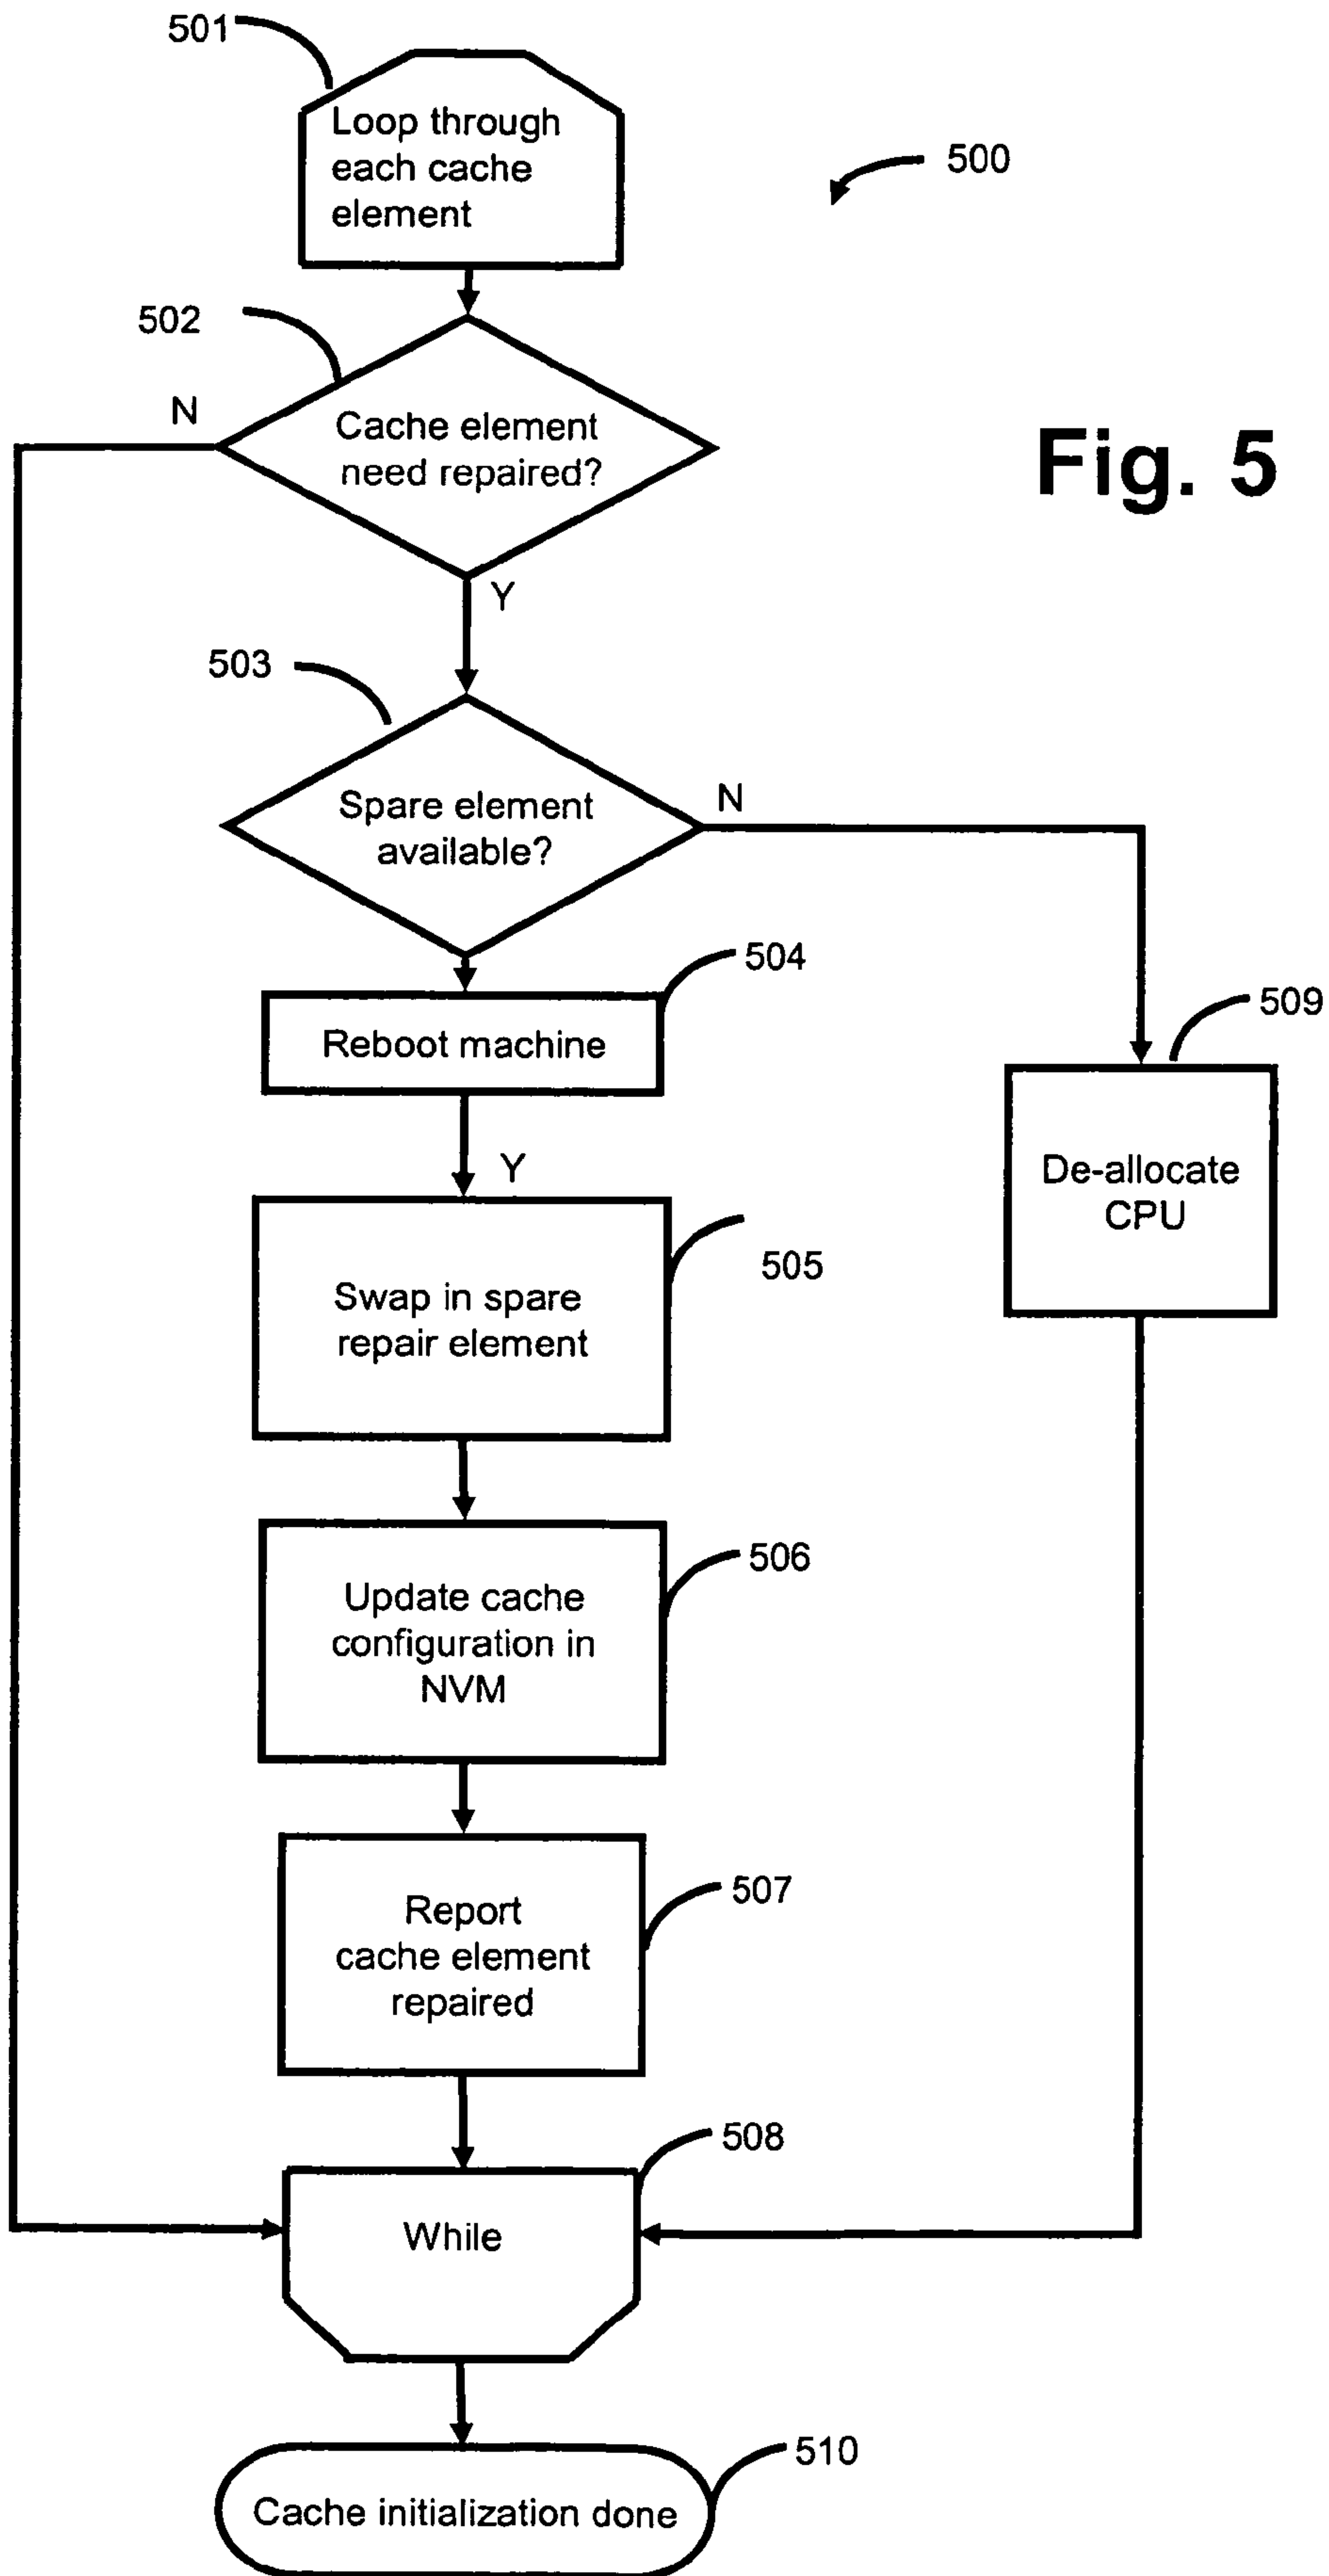 501
Loop through
each cache
element
500
502
N
Cache element
need repaired?
Fig. 5
Y
503
Spare element
available?
N
504
Reboot machine
509
De-allocate
CPU
Y
505
Swap in spare
repair element
506
Update cache
configuration in
NVM
507
Report
cache element
repaired
508
While
510
Cache initialization done